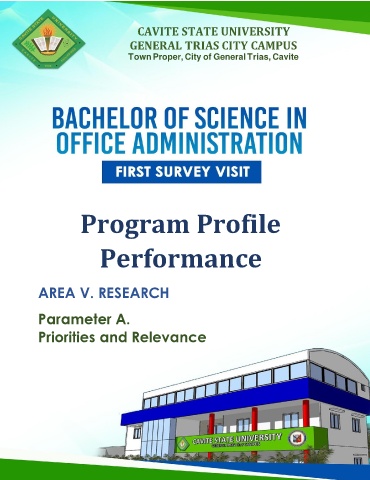 CAVITE STATE UNIVERSITY
GENERAL TRIAS CITY CAMPUS
Town Proper, City of General Trias, Cavite
BACHELOR OF SCIENCE IN
OFFICE ADMINISTRATION
FIRST SURVEY VISIT
Program Profile
Performance
AREA V. RESEARCH
Parameter A.
Priorities and Relevance
CAVITE STATE UNIVERSITY